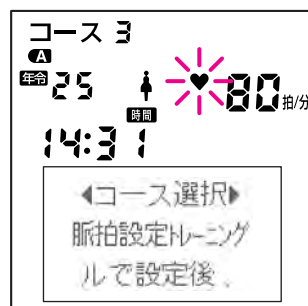 コース 3
A
年令 25 80 拍/分
時間
14:31
◀コース選択▶
脈拍設定トレーニング
ルで設定後、